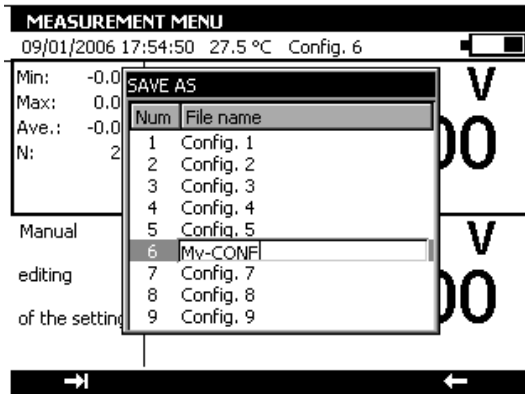 MEASUREMENT MENU
09/01/2006 17:54:50 27.5 °C Config. 6
Min: -0.0
Max: 0.0
Ave.: -0.0
N: 2
V
00
SAVE AS
Num File name
1 Config. 1
2 Config. 2
3 Config. 3
4 Config. 4
5 Config. 5
6 My-CONF
7 Config. 7
8 Config. 8
9 Config. 9
Manual
editing
of the setting
V
00